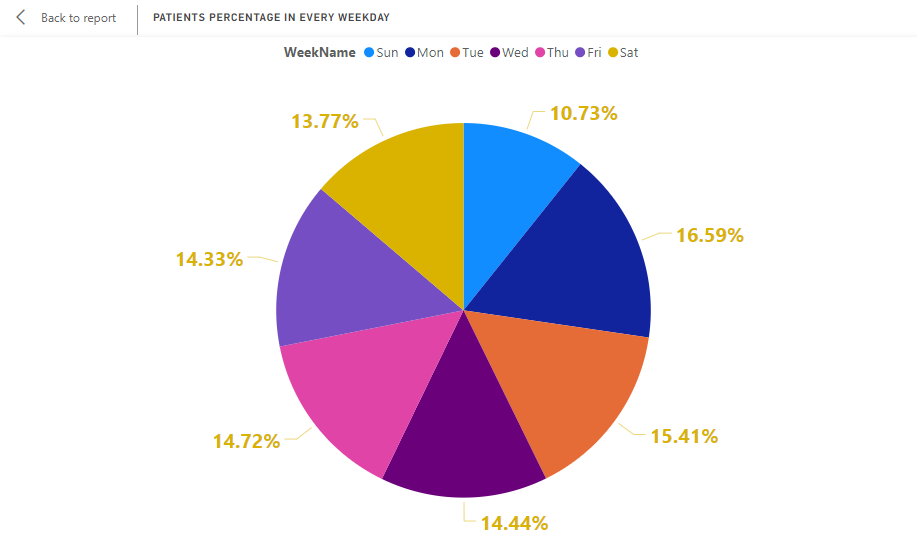 Back to report
PATIENTS PERCENTAGE IN EVERY WEEKDAY
WeekName Sun Mon Tue Wed Thu Fri Sat
10.73%
13.77%
16.59%
14.33%
15.41%
14.72%
14.44%